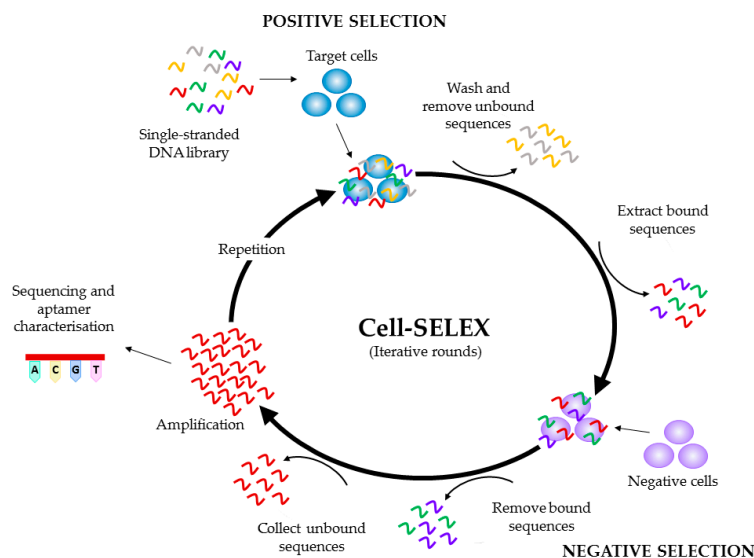 POSITIVE SELECTION
Target cells
Single-stranded
DNA library
Wash and
remove unbound
sequences
Extract bound
sequences
Repetition
Sequencing and
aptamer
characterisation
A C G T
Cell-SELEX
(Iterative rounds)
Amplification
Negative cells
Collect unbound
sequences
Remove bound
sequences
NEGATIVE SELECTION